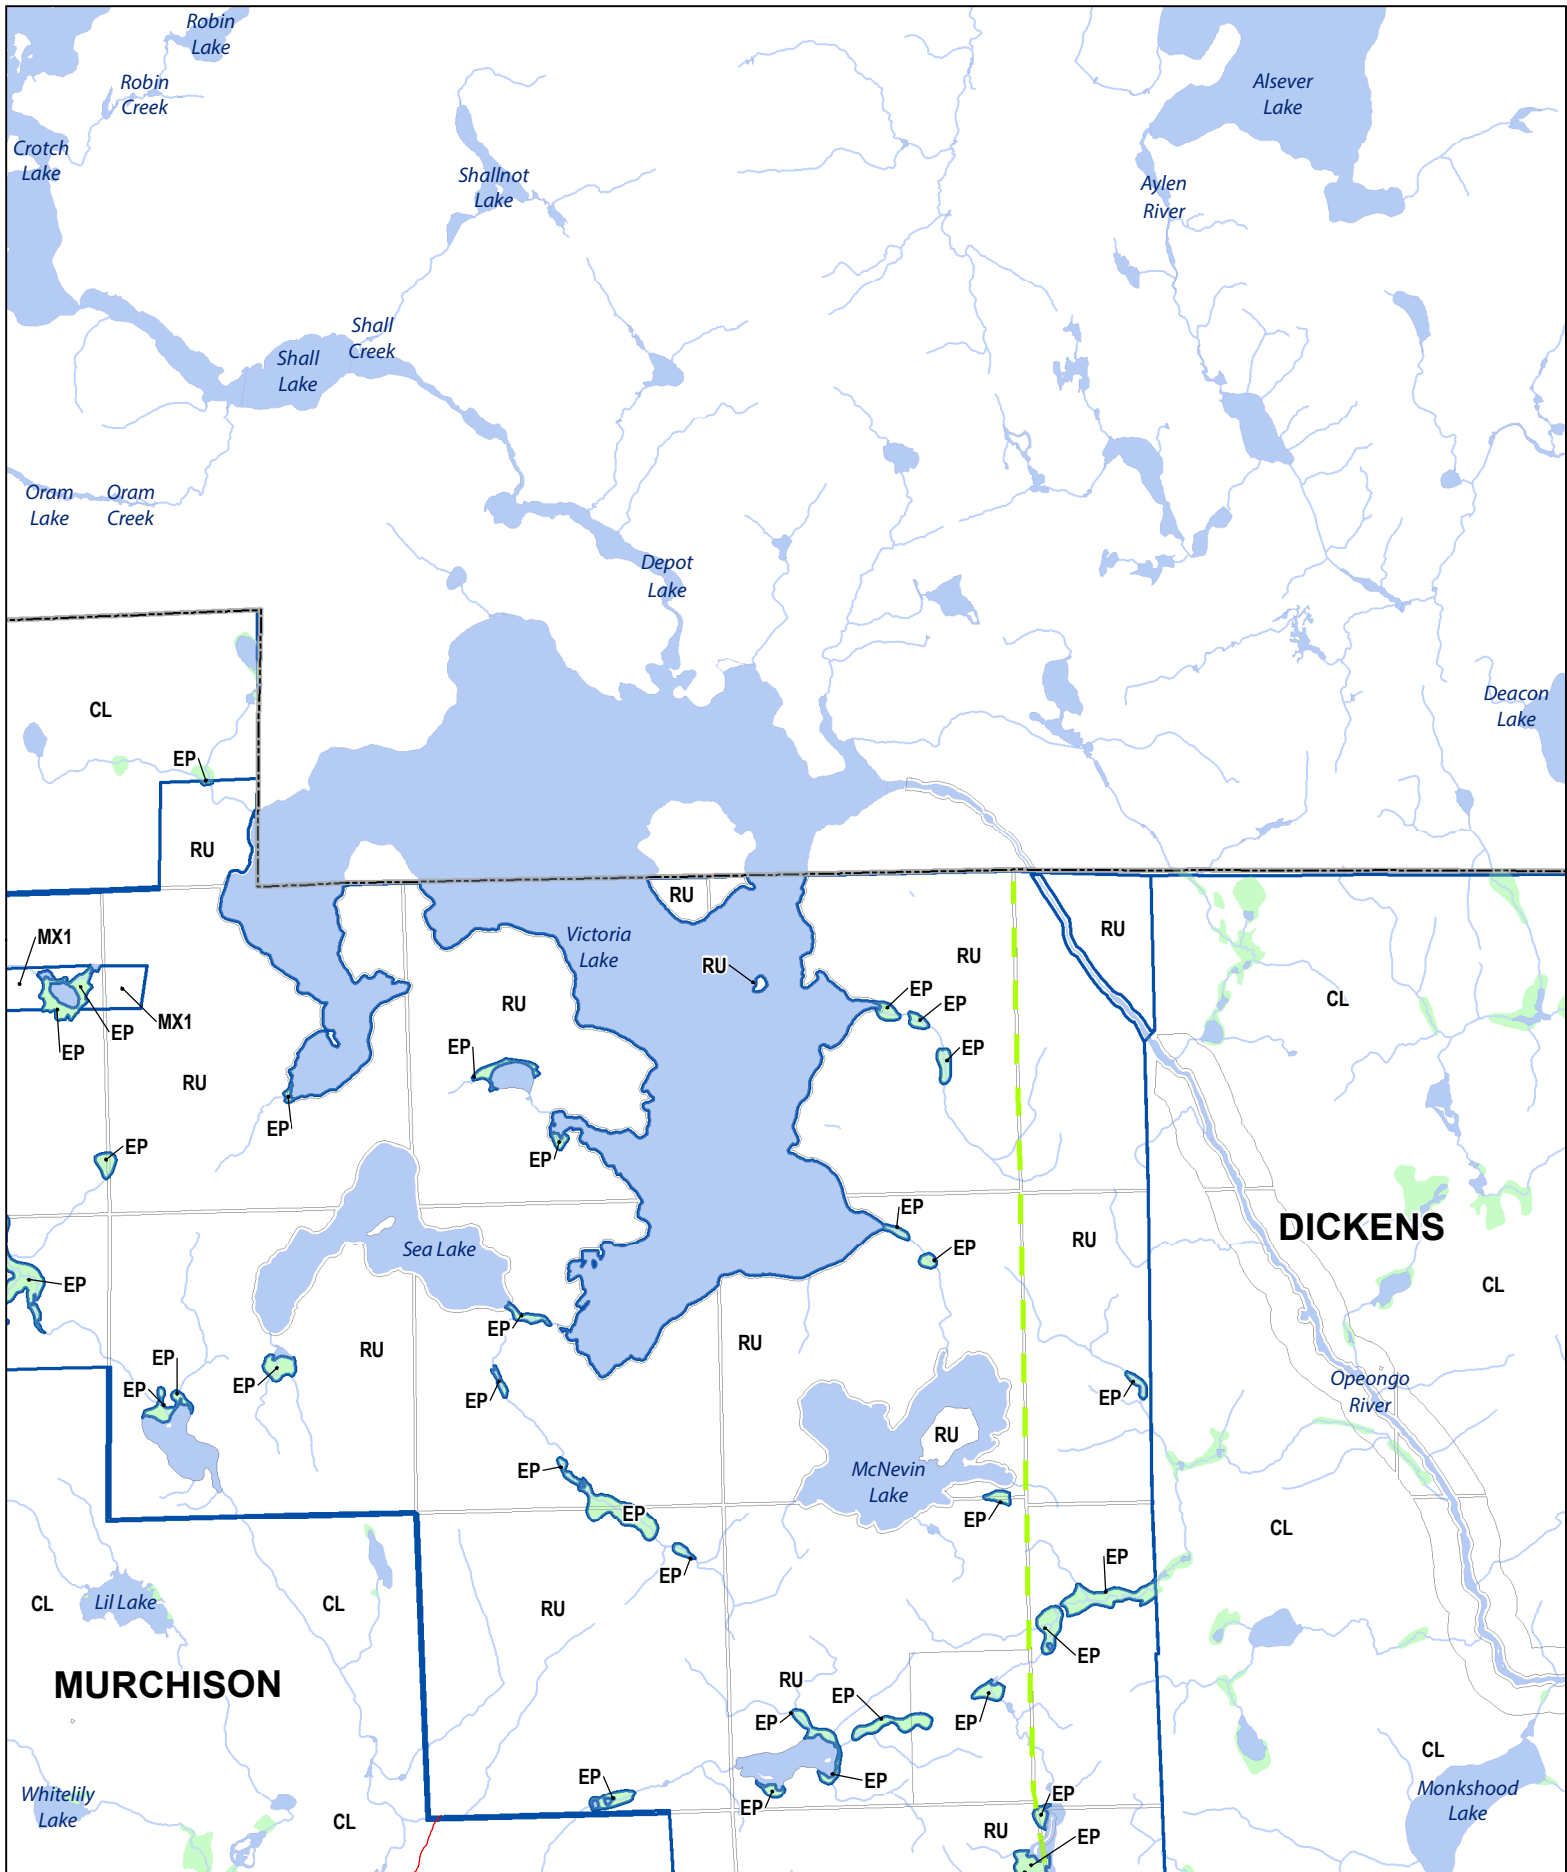 Robin
Lake
Robin
Creek
Alsever
Lake
Crotch
Lake
Shallnot
Lake
Aylen
River
Shall
Creek
Shall
Lake
Oram
Lake
Oram
Creek
Depot
Lake
Deacon
Lake
CL
EP
RU
RU
Victoria
Lake
MX1
RU
RU
RU
CL
RU
EP
EP
MX1
EP
EP
EP
EP
RU
EP
EP
EP
EP
EP
DICKENS
RU
Sea Lake
EP
EP
CL
EP
RU
RU
EP
EP
EP
EP
EP
Opeongo
River
EP
RU
McNevin
Lake
EP
EP
EP
CL
EP
EP
CL
Lil Lake
CL
RU
EP
MURCHISON
RU
EP
EP
EP
CL
EP
EP
EP
EP
Monkshood
Lake
Whitelily
Lake
CL
EP
RU
EP